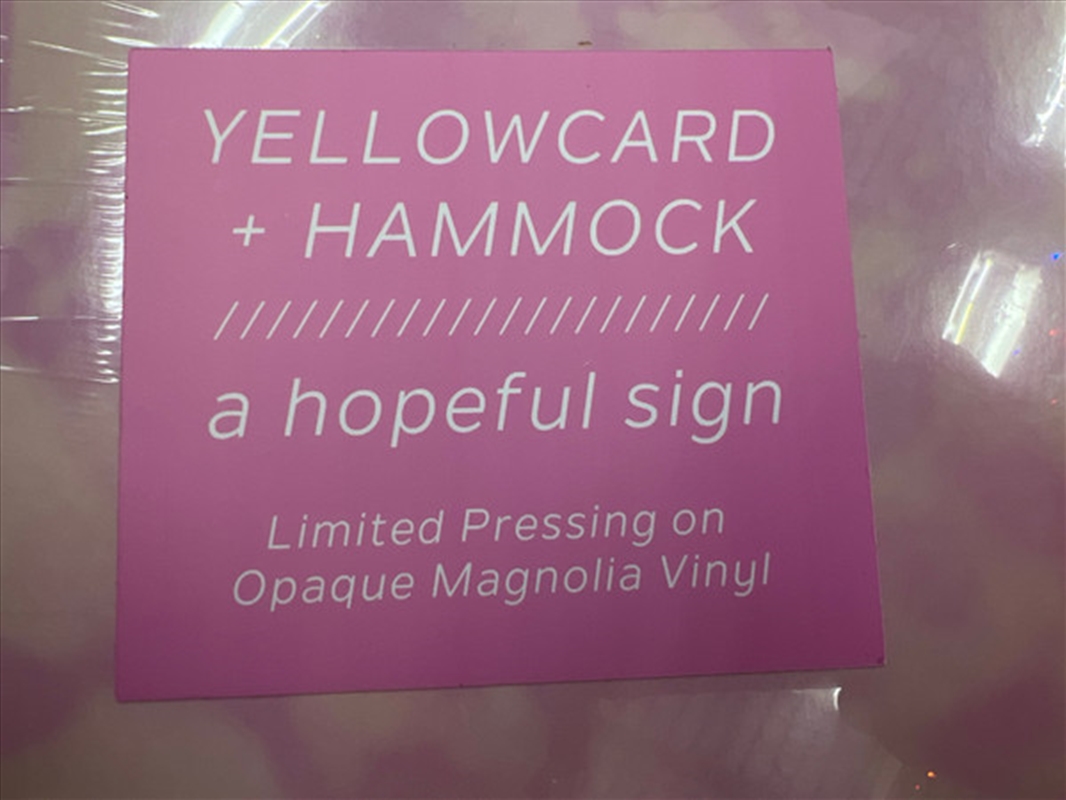 YELLOWCARD
+ HAMMOCK
///////////////////////
a hopeful sign
Limited Pressing on
Opaque Magnolia Vinyl